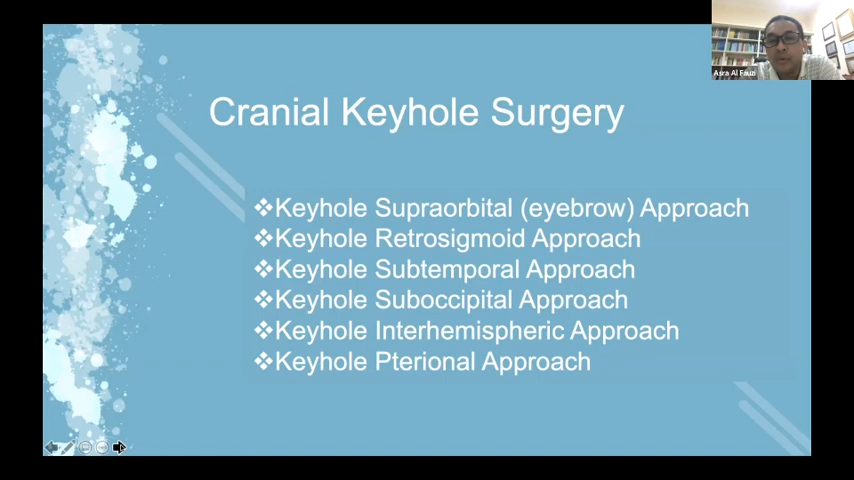 Asra Al Fauzi
Cranial Keyhole Surgery
❖Keyhole Supraorbital (eyebrow) Approach
❖Keyhole Retrosigmoid Approach
❖Keyhole Subtemporal Approach
❖Keyhole Suboccipital Approach
❖Keyhole Interhemispheric Approach
❖Keyhole Pterional Approach